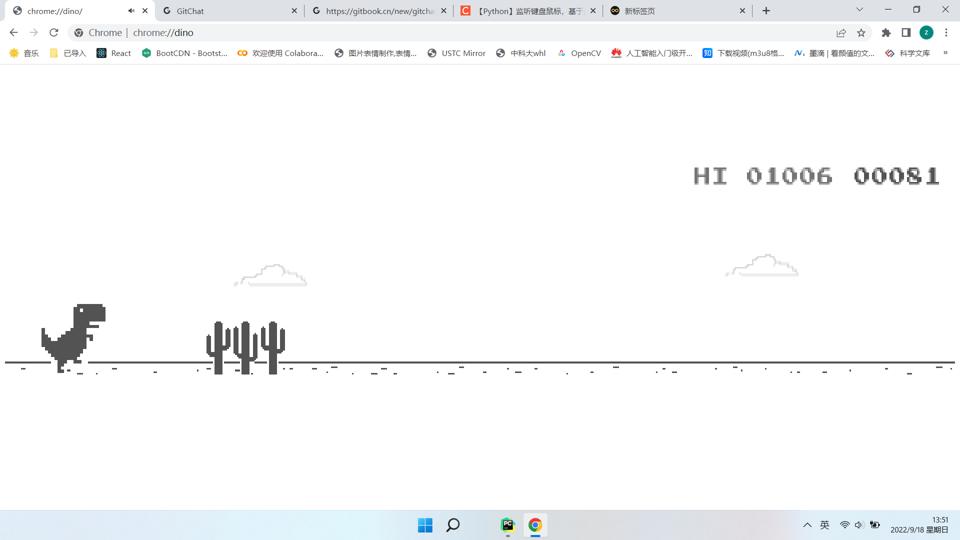 chrome://dino/
GitChat
https://gitbook.cn/new/gitcha
【Python】监听键盘鼠标，基于
新标签页
Chrome | chrome://dino
音乐
已导入
React
BootCDN - Bootst...
欢迎使用 Colabora...
图片表情制作,表情...
USTC Mirror
中科大whl
OpenCV
人工智能入门极开...
下载视频(m3u8格...
墨滴 | 看颜值的文...
科学文库
»
HI 01006 00081
英
13:51
2022/9/18 星期日